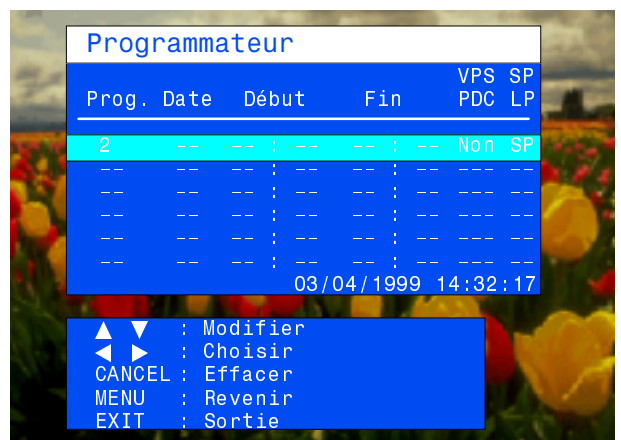 Programmateur
VPS SP
Prog. Date Début Fin PDC LP
2 -- -- : -- -- : -- Non SP
-- -- -- : -- -- : -- --- --
-- -- -- : -- -- : -- --- --
-- -- -- : -- -- : -- --- --
-- -- -- : -- -- : -- --- --
-- -- -- : -- -- : -- --- --
03/04/1999 14:32:17
▲ ▼ : Modifier
◀ ▶ : Choisir
CANCEL : Effacer
MENU : Revenir
EXIT : Sortie